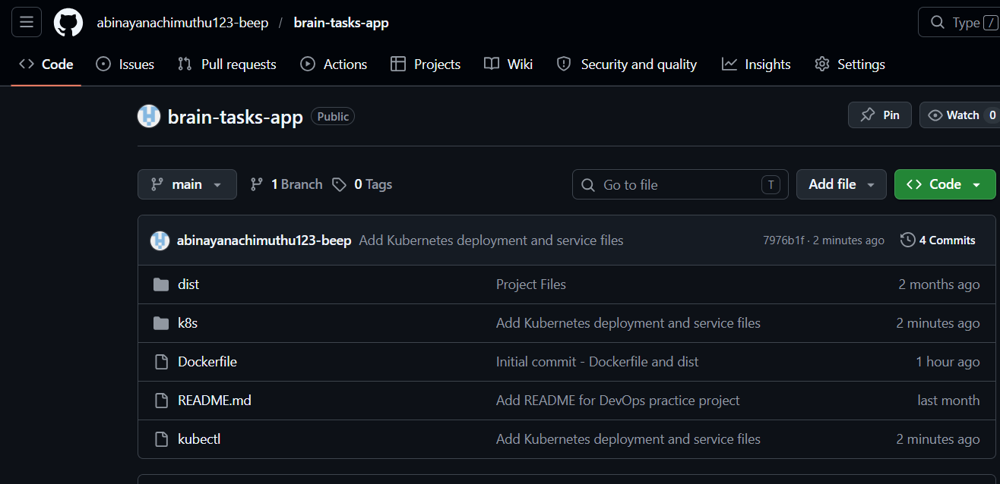 abinayanachimuthu123-beep / brain-tasks-app Type /
Code Issues Pull requests Actions Projects Wiki Security and quality Insights Settings
brain-tasks-app Public Pin Watch 0
main 1 Branch 0 Tags Go to file T Add file Code
abinayanachimuthu123-beep Add Kubernetes deployment and service files 7976b1f · 2 minutes ago 4 Commits
dist Project Files 2 months ago
k8s Add Kubernetes deployment and service files 2 minutes ago
Dockerfile Initial commit - Dockerfile and dist 1 hour ago
README.md Add README for DevOps practice project last month
kubectl Add Kubernetes deployment and service files 2 minutes ago